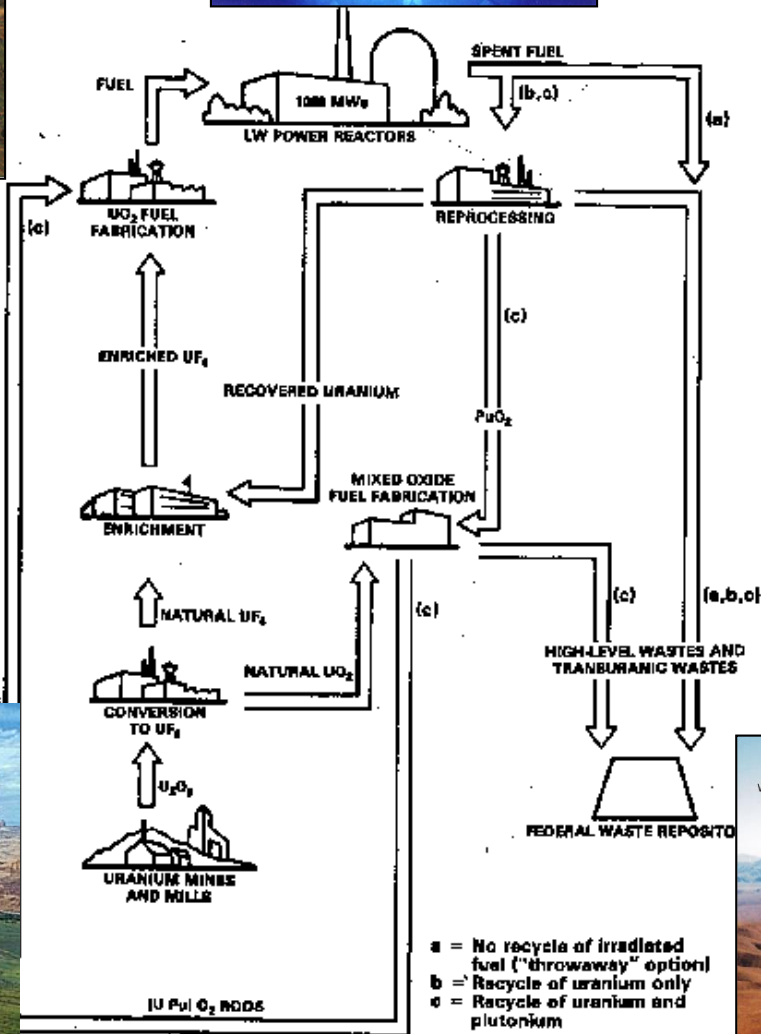 SPENT FUEL
FUEL
(b,c)
(a)
1000 MWe
LW POWER REACTORS
UO₂ FUEL
FABRICATION
(c)
REPROCESSING
(c)
ENRICHED UF₆
RECOVERED URANIUM
PuO₂
MIXED OXIDE
FUEL FABRICATION
ENRICHMENT
(c)
(c)
(a,b,c)
NATURAL UF₆
HIGH-LEVEL WASTES AND
TRANSURANIC WASTES
NATURAL UO₂
CONVERSION
TO UF₆
U₃O₈
FEDERAL WASTE REPOSITO
URANIUM MINES
AND MILLS
a = No recycle of irradiated
fuel ("throwaway" option)
b = Recycle of uranium only
c = Recycle of uranium and
plutonium
(U Pu) O₂ RODS